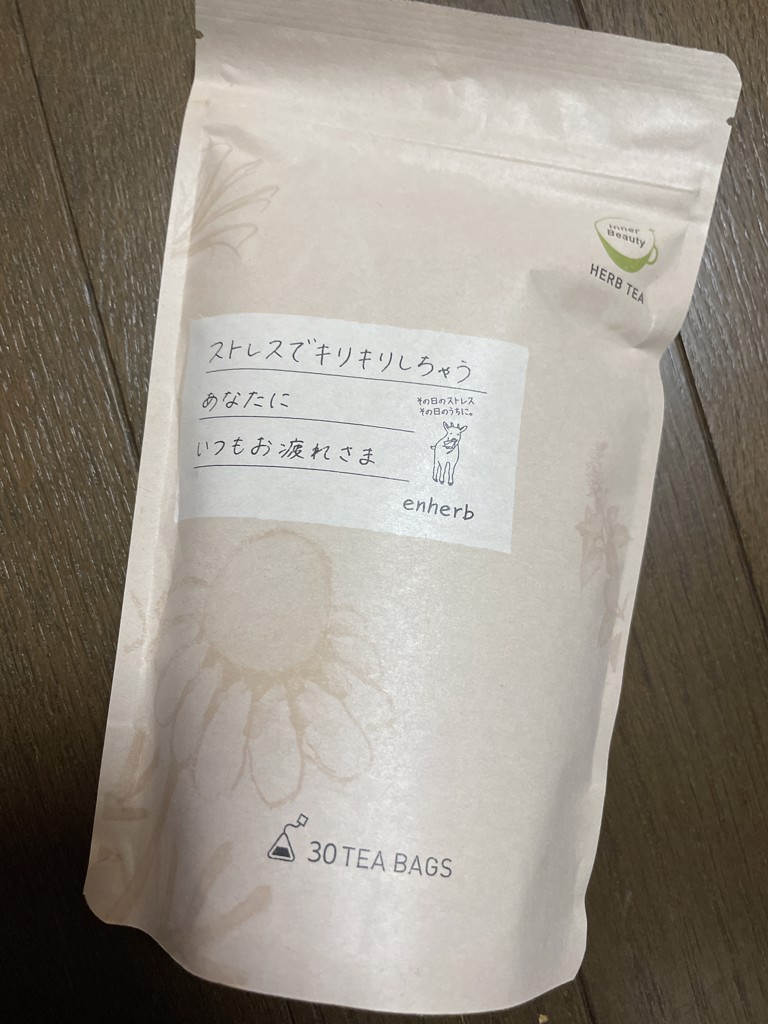 Inner
Beauty
HERB TEA
ストレスでキリキリしちゃう
あなたに
いつもお疲れさま
その日のストレス
その日のうちに。
enherb
30 TEA BAGS